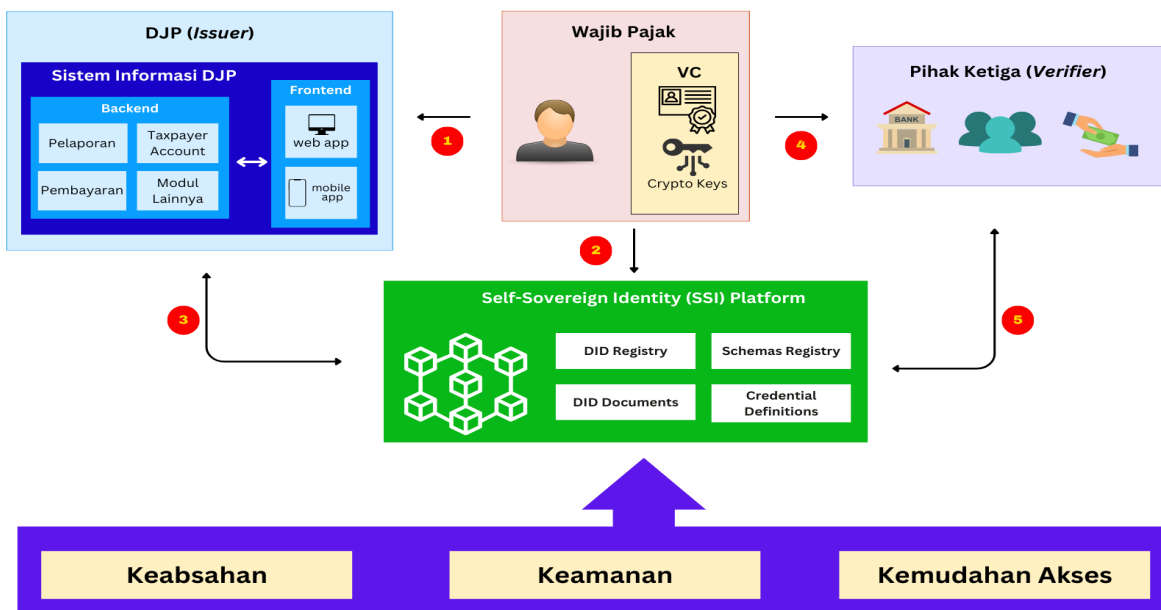 DJP (Issuer)
Sistem Informasi DJP
Backend
Pelaporan
Taxpayer
Account
Pembayaran
Modul
Lainnya
Frontend
web app
mobile
app
1
Wajib Pajak
VC
Crypto Keys
4
Pihak Ketiga (Verifier)
BANK
2
3
Self-Sovereign Identity (SSI) Platform
DID Registry
Schemas Registry
DID Documents
Credential
Definitions
5
Keabsahan
Keamanan
Kemudahan Akses